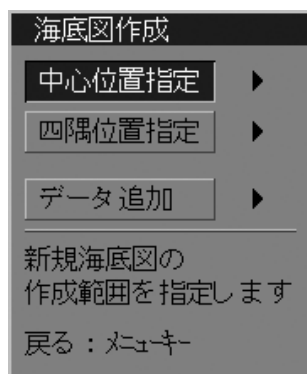 海底図作成
中心位置指定
四隅位置指定
データ追加
新規海底図の
作成範囲を指定します
戻る：ﾒﾆｭｰｷｰ